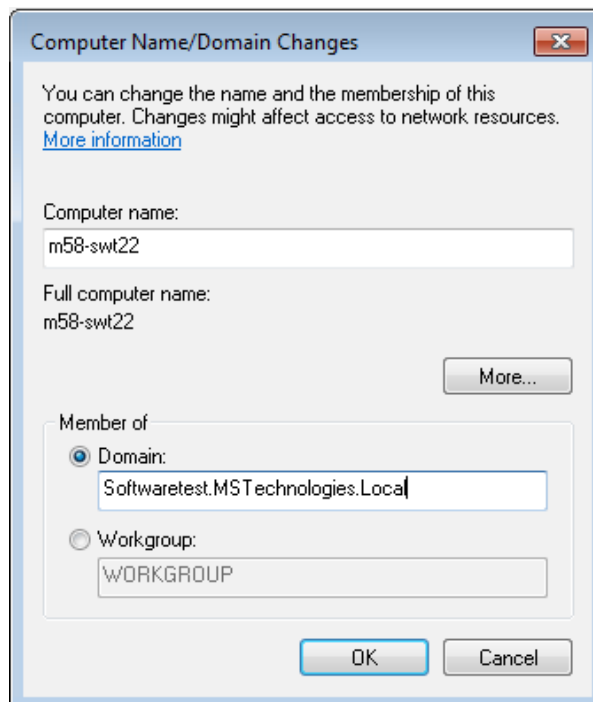 Computer Name/Domain Changes
You can change the name and the membership of this
computer. Changes might affect access to network resources.
More information
Computer name:
m58-swt22
Full computer name:
m58-swt22
More...
Member of
Domain:
Softwaretest.MSTechnologies.Local
Workgroup:
WORKGROUP
OK
Cancel